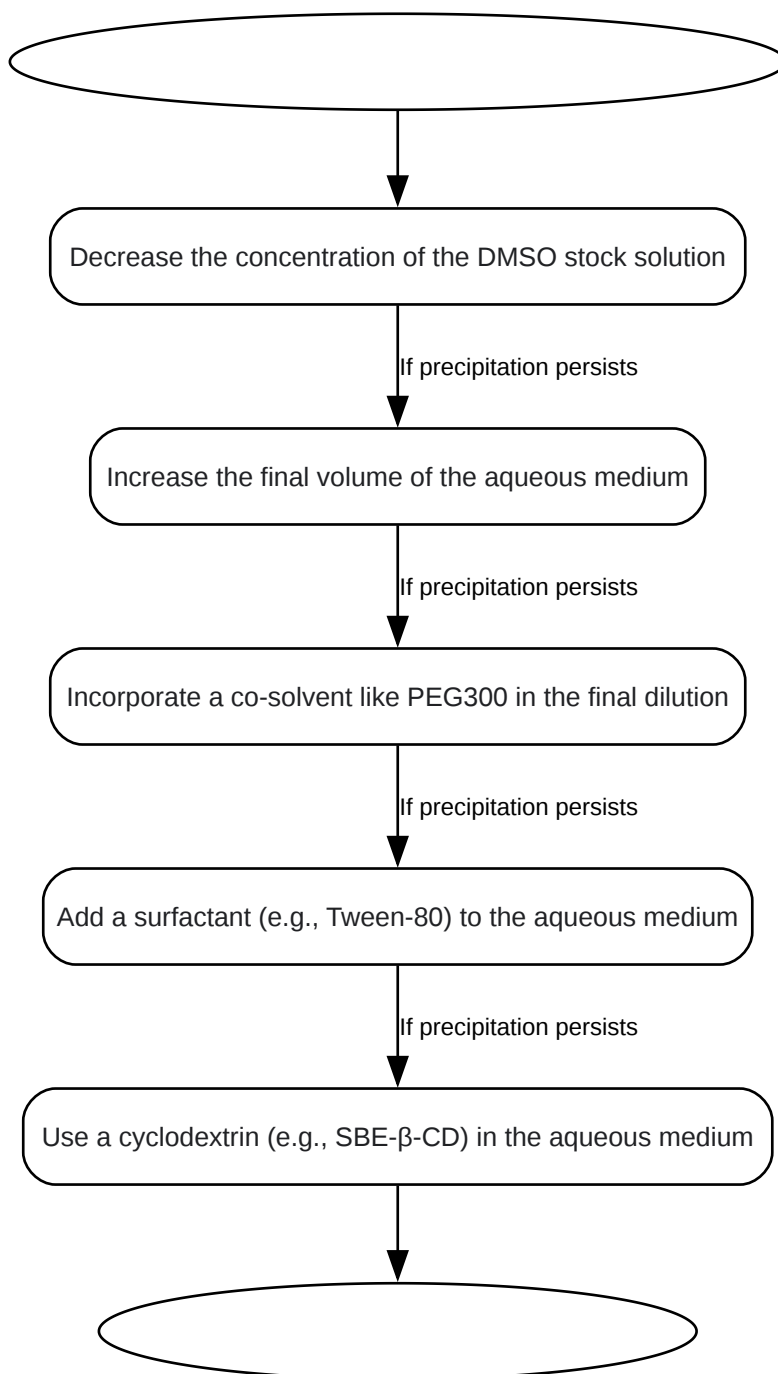 Decrease the concentration of the DMSO stock solution
If precipitation persists
Increase the final volume of the aqueous medium
If precipitation persists
Incorporate a co-solvent like PEG300 in the final dilution
If precipitation persists
Add a surfactant (e.g., Tween-80) to the aqueous medium
If precipitation persists
Use a cyclodextrin (e.g., SBE-β-CD) in the aqueous medium